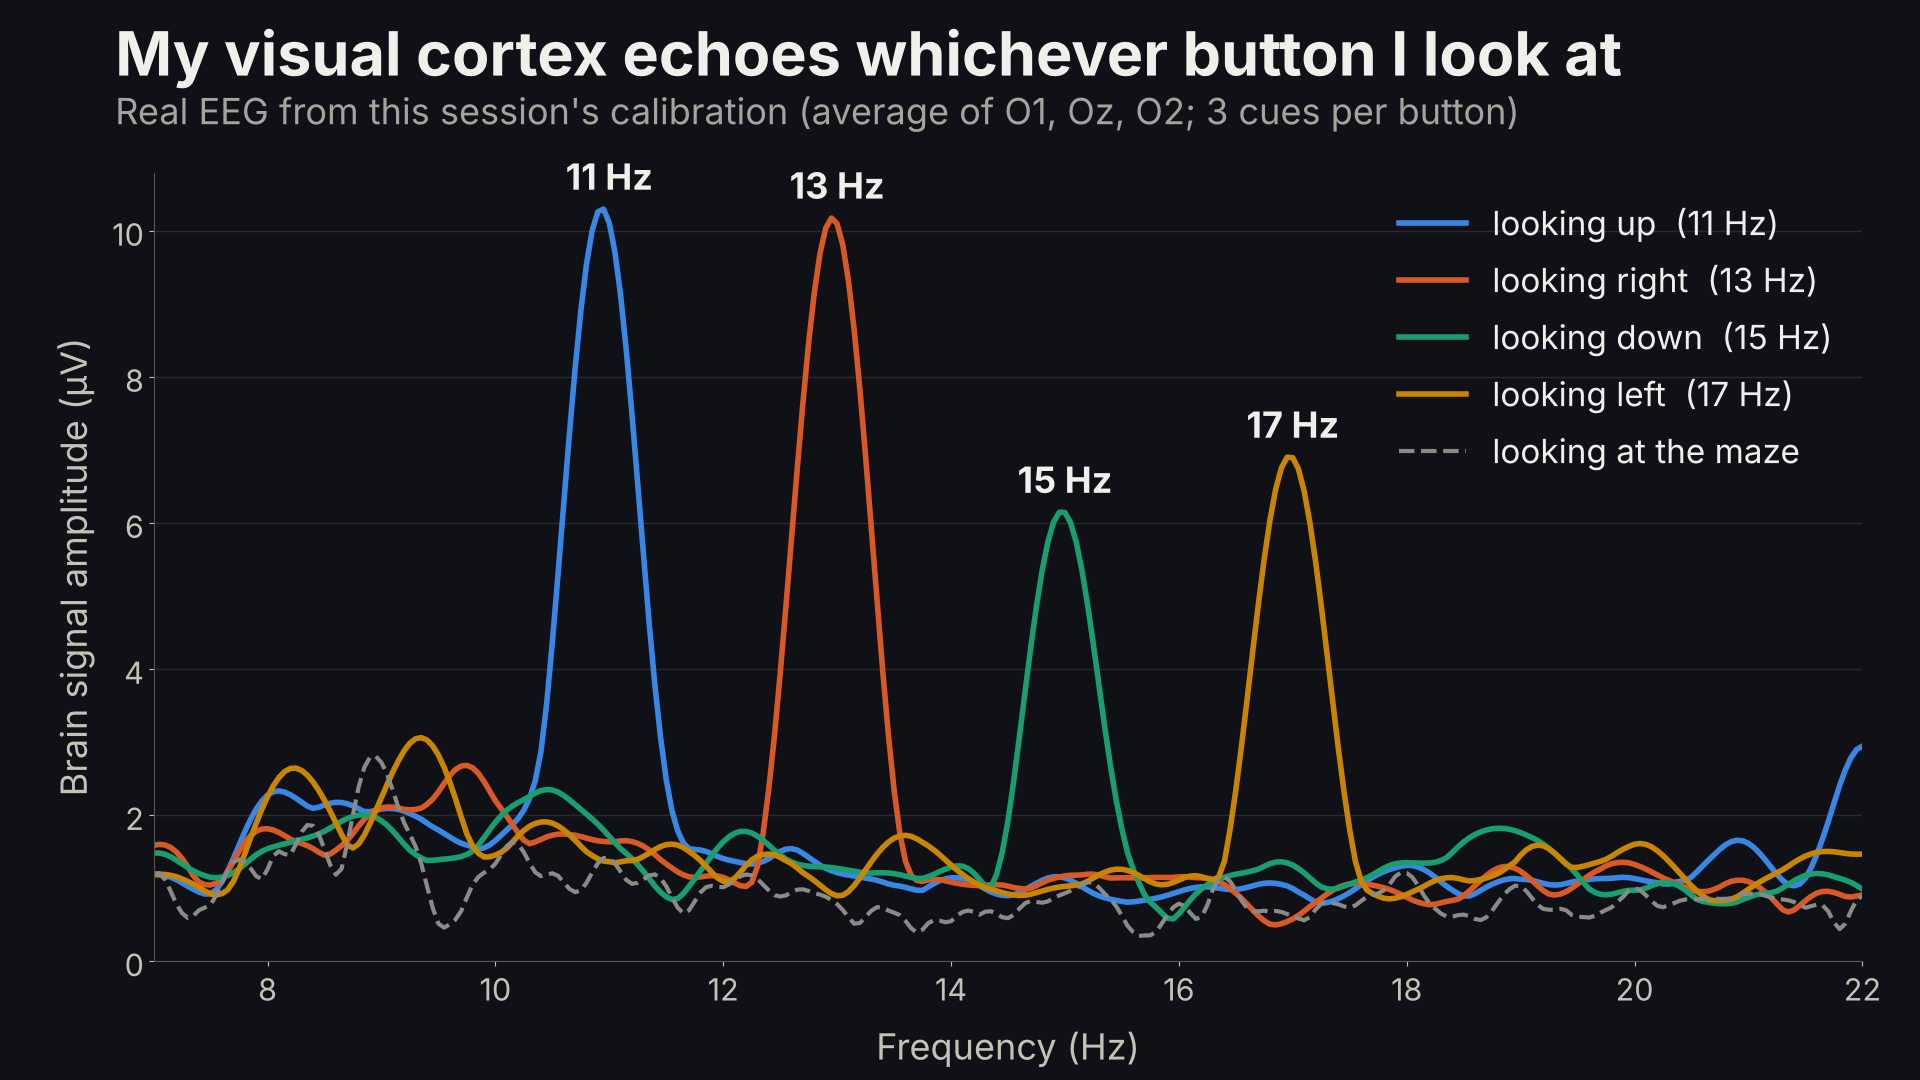 My visual cortex echoes whichever button I look at
Real EEG from this session's calibration (average of O1, Oz, O2; 3 cues per button)
11 Hz
13 Hz
15 Hz
17 Hz
looking up (11 Hz)
looking right (13 Hz)
looking down (15 Hz)
looking left (17 Hz)
looking at the maze
Brain signal amplitude (µV)
10
8
6
4
2
0
8
10
12
14
16
18
20
22
Frequency (Hz)